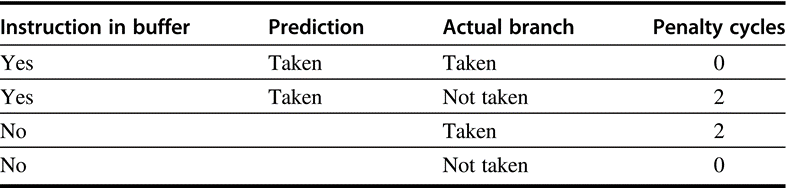 Instruction in buffer Prediction Actual branch Penalty cycles
Yes Taken Taken 0
Yes Taken Not taken 2
No Taken 2
No Not taken 0